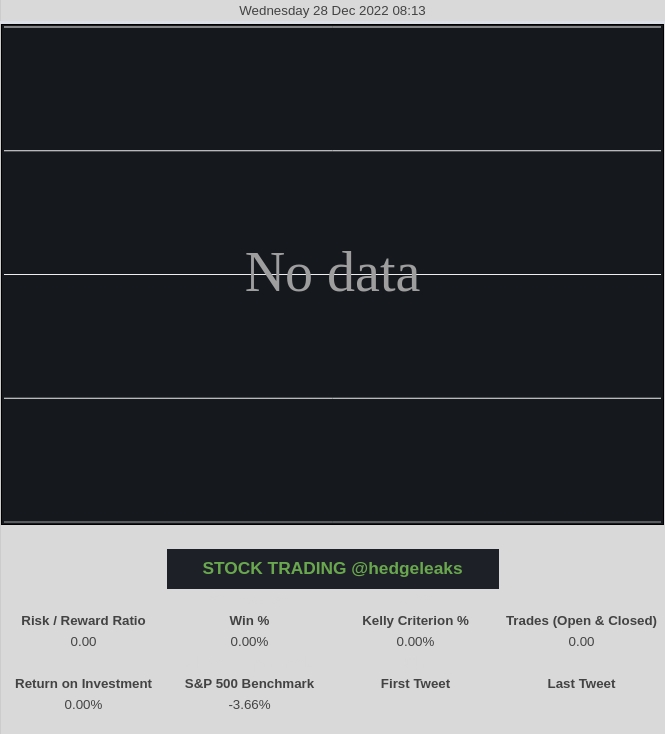 Wednesday 28 Dec 2022 08:13
No data
STOCK TRADING @hedgeleaks
Risk / Reward Ratio Win % Kelly Criterion % Trades (Open & Closed)
0.00 0.00% 0.00% 0.00
Return on Investment S&P 500 Benchmark First Tweet Last Tweet
0.00% -3.66%